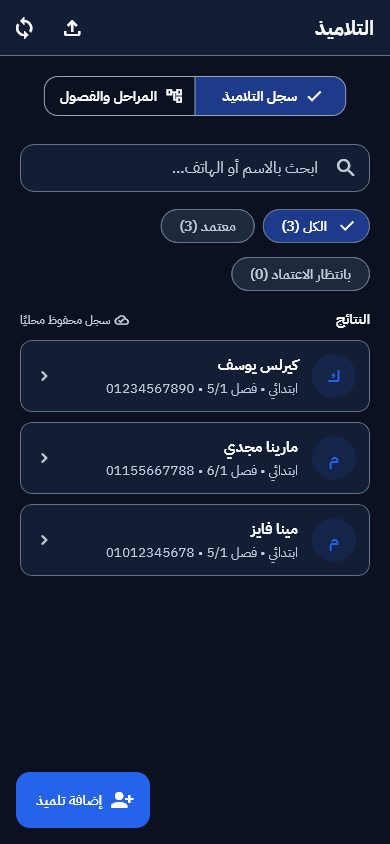 التلاميذ
سجل التلاميذ
المراحل والفصول
ابحث بالاسم أو الهاتف...
الكل (3)
معتمد (3)
بانتظار الاعتماد (0)
النتائج
سجل محفوظ محليًا
ك
كيرلس يوسف
ابتدائي • فصل 5/1 • 01234567890
م
مارينا مجدي
ابتدائي • فصل 6/1 • 01155667788
م
مينا فايز
ابتدائي • فصل 5/1 • 01012345678
إضافة تلميذ